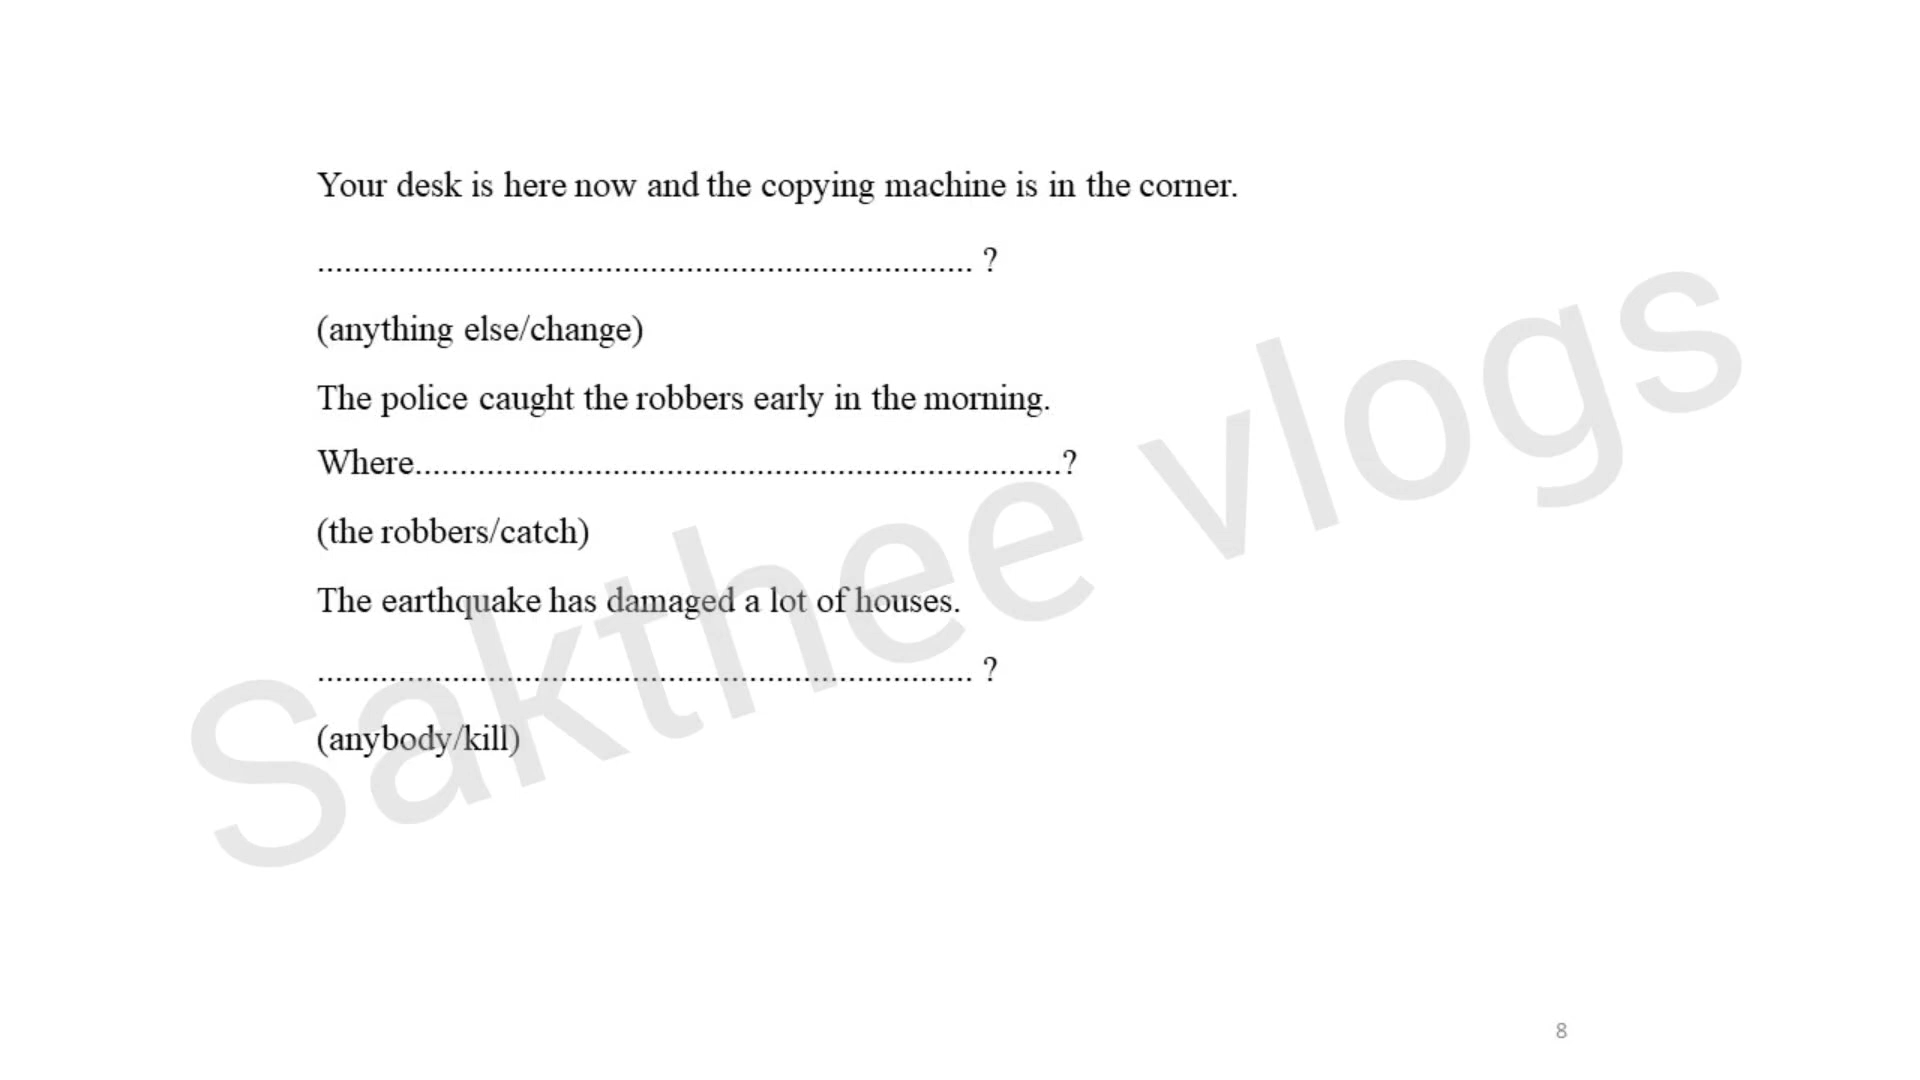 Your desk is here now and the copying machine is in the corner.
........................................................................ ?
(anything else/change)
The police caught the robbers early in the morning.
Where.......................................................................?
(the robbers/catch)
The earthquake has damaged a lot of houses.
........................................................................ ?
(anybody/kill)
Sakthee vlogs
8